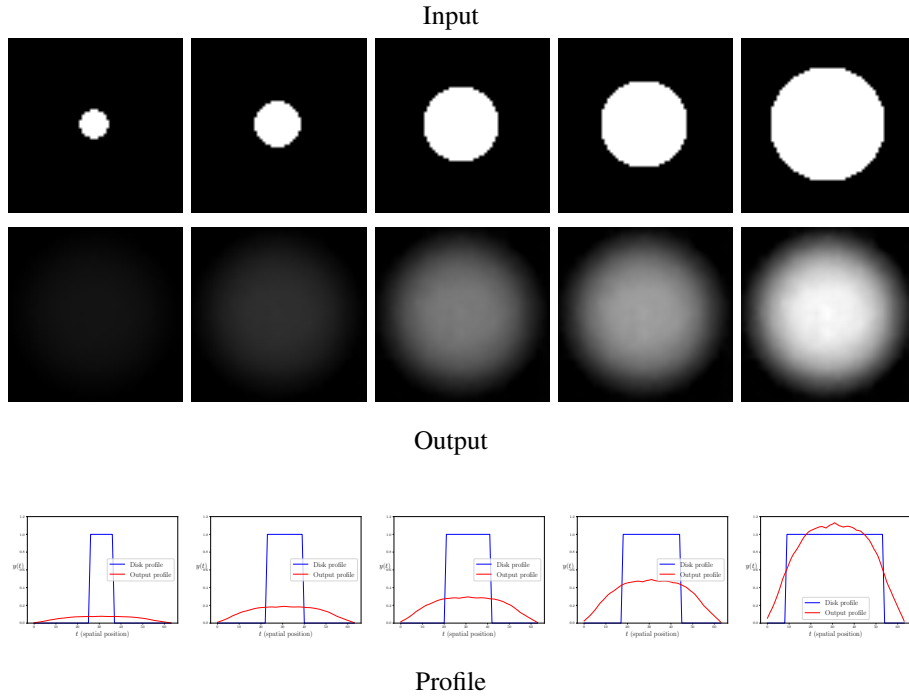 Input
Output
y(t)
Disk profile
Output profile
t (spatial position)
y(t)
Disk profile
Output profile
t (spatial position)
y(t)
Disk profile
Output profile
t (spatial position)
y(t)
Disk profile
Output profile
t (spatial position)
y(t)
Disk profile
Output profile
t (spatial position)
Profile